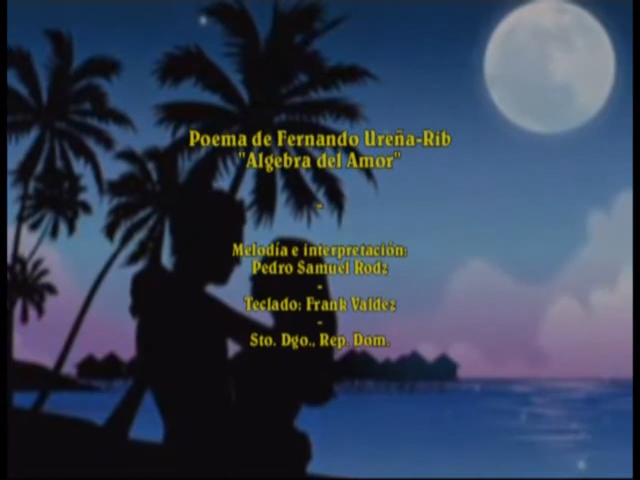 Poema de Fernando Ureña-Rib
"Algebra del Amor"
-
Melodía e interpretación:
Pedro Samuel Rodz
-
Teclado: Frank Valdez
-
Sto. Dgo., Rep. Dom.